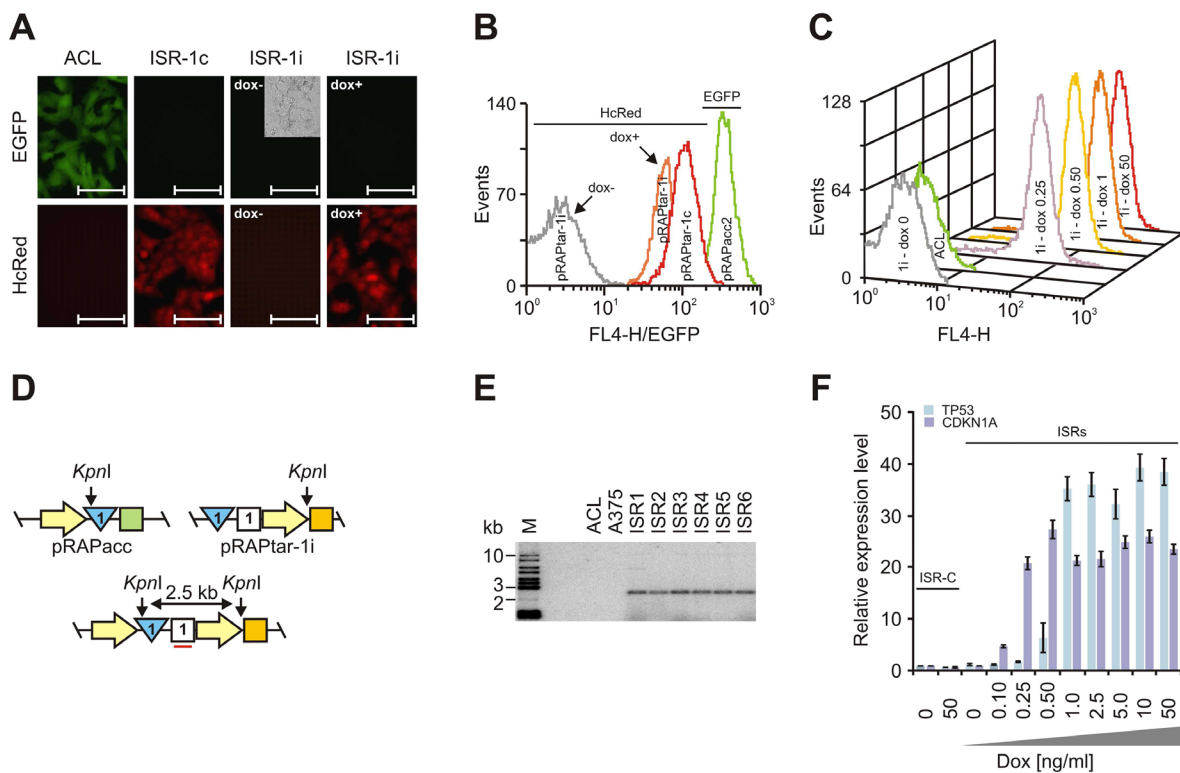 A
ACL ISR-1c ISR-1i ISR-1i
EGFP
dox-
HcRed
dox- dox+
B
140
70
0
Events
HcRed
EGFP
dox+
dox-
pRAPtar-1i
pRAPtar-1i
pRAPtar-1c
pRAPacc2
10⁰ 10¹ 10² 10³
FL4-H/EGFP
C
128
64
0
Events
1i - dox 0
ACL
1i - dox 0.25
1i - dox 0.50
1i - dox 1
1i - dox 50
10⁰ 10¹ 10² 10³
FL4-H
D
KpnI KpnI
1 1
pRAPacc pRAPtar-1i
KpnI KpnI
2.5 kb
1 1
E
kb M ACL A375 ISR1 ISR2 ISR3 ISR4 ISR5 ISR6
10
3
2
F
TP53
CDKN1A
ISRs
ISR-C
Relative expression level
50
40
30
20
10
0
0 50 0 0.10 0.25 0.50 1.0 2.5 5.0 10 50
Dox [ng/ml]